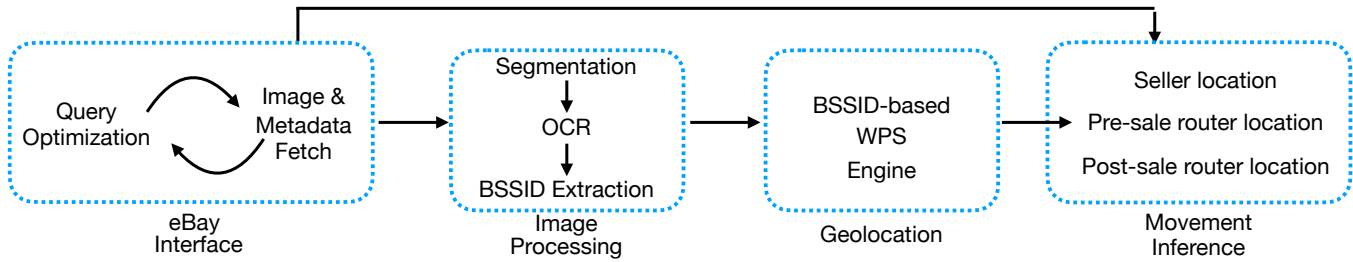 Query
Optimization
Image &
Metadata
Fetch
eBay
Interface
Segmentation
OCR
BSSID Extraction
Image
Processing
BSSID-based
WPS
Engine
Geolocation
Seller location
Pre-sale router location
Post-sale router location
Movement
Inference